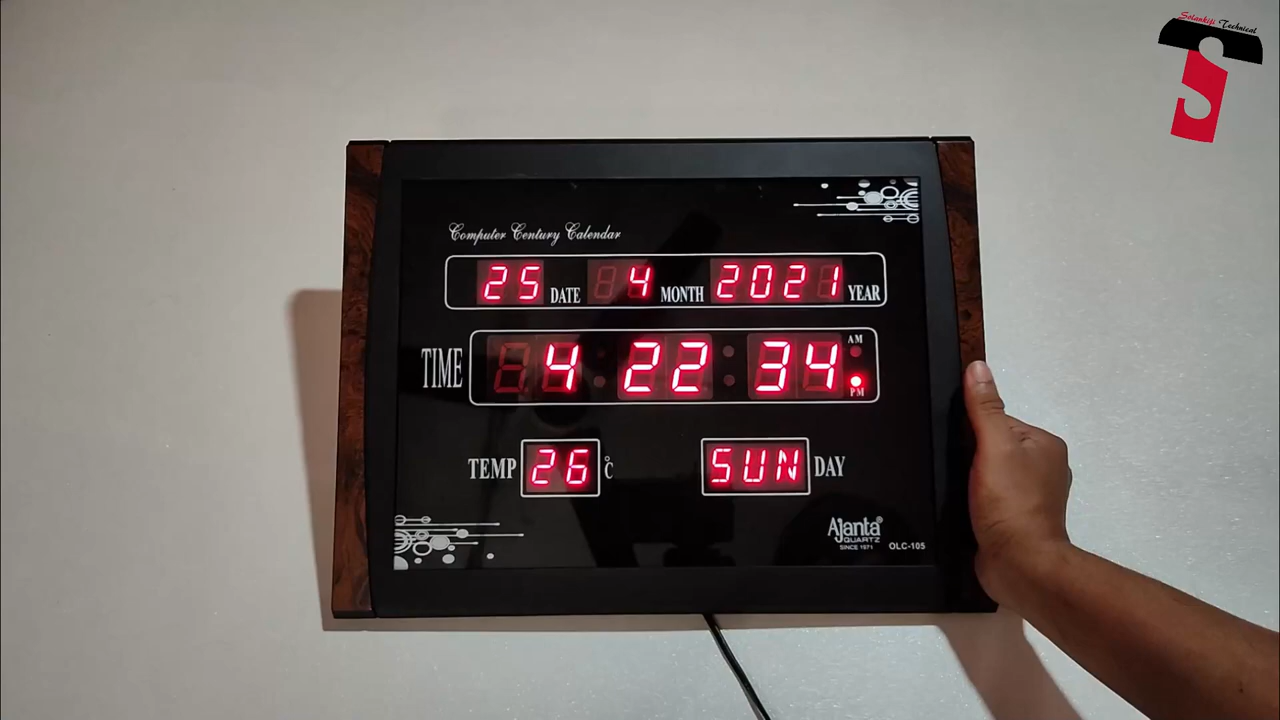 Solankiji Technical
Computer Century Calendar
25 DATE 4 MONTH 2021 YEAR
AM
TIME 4 22 34
PM
TEMP 26 °C SUN DAY
Ajanta®
QUARTZ
SINCE 1971
OLC-105